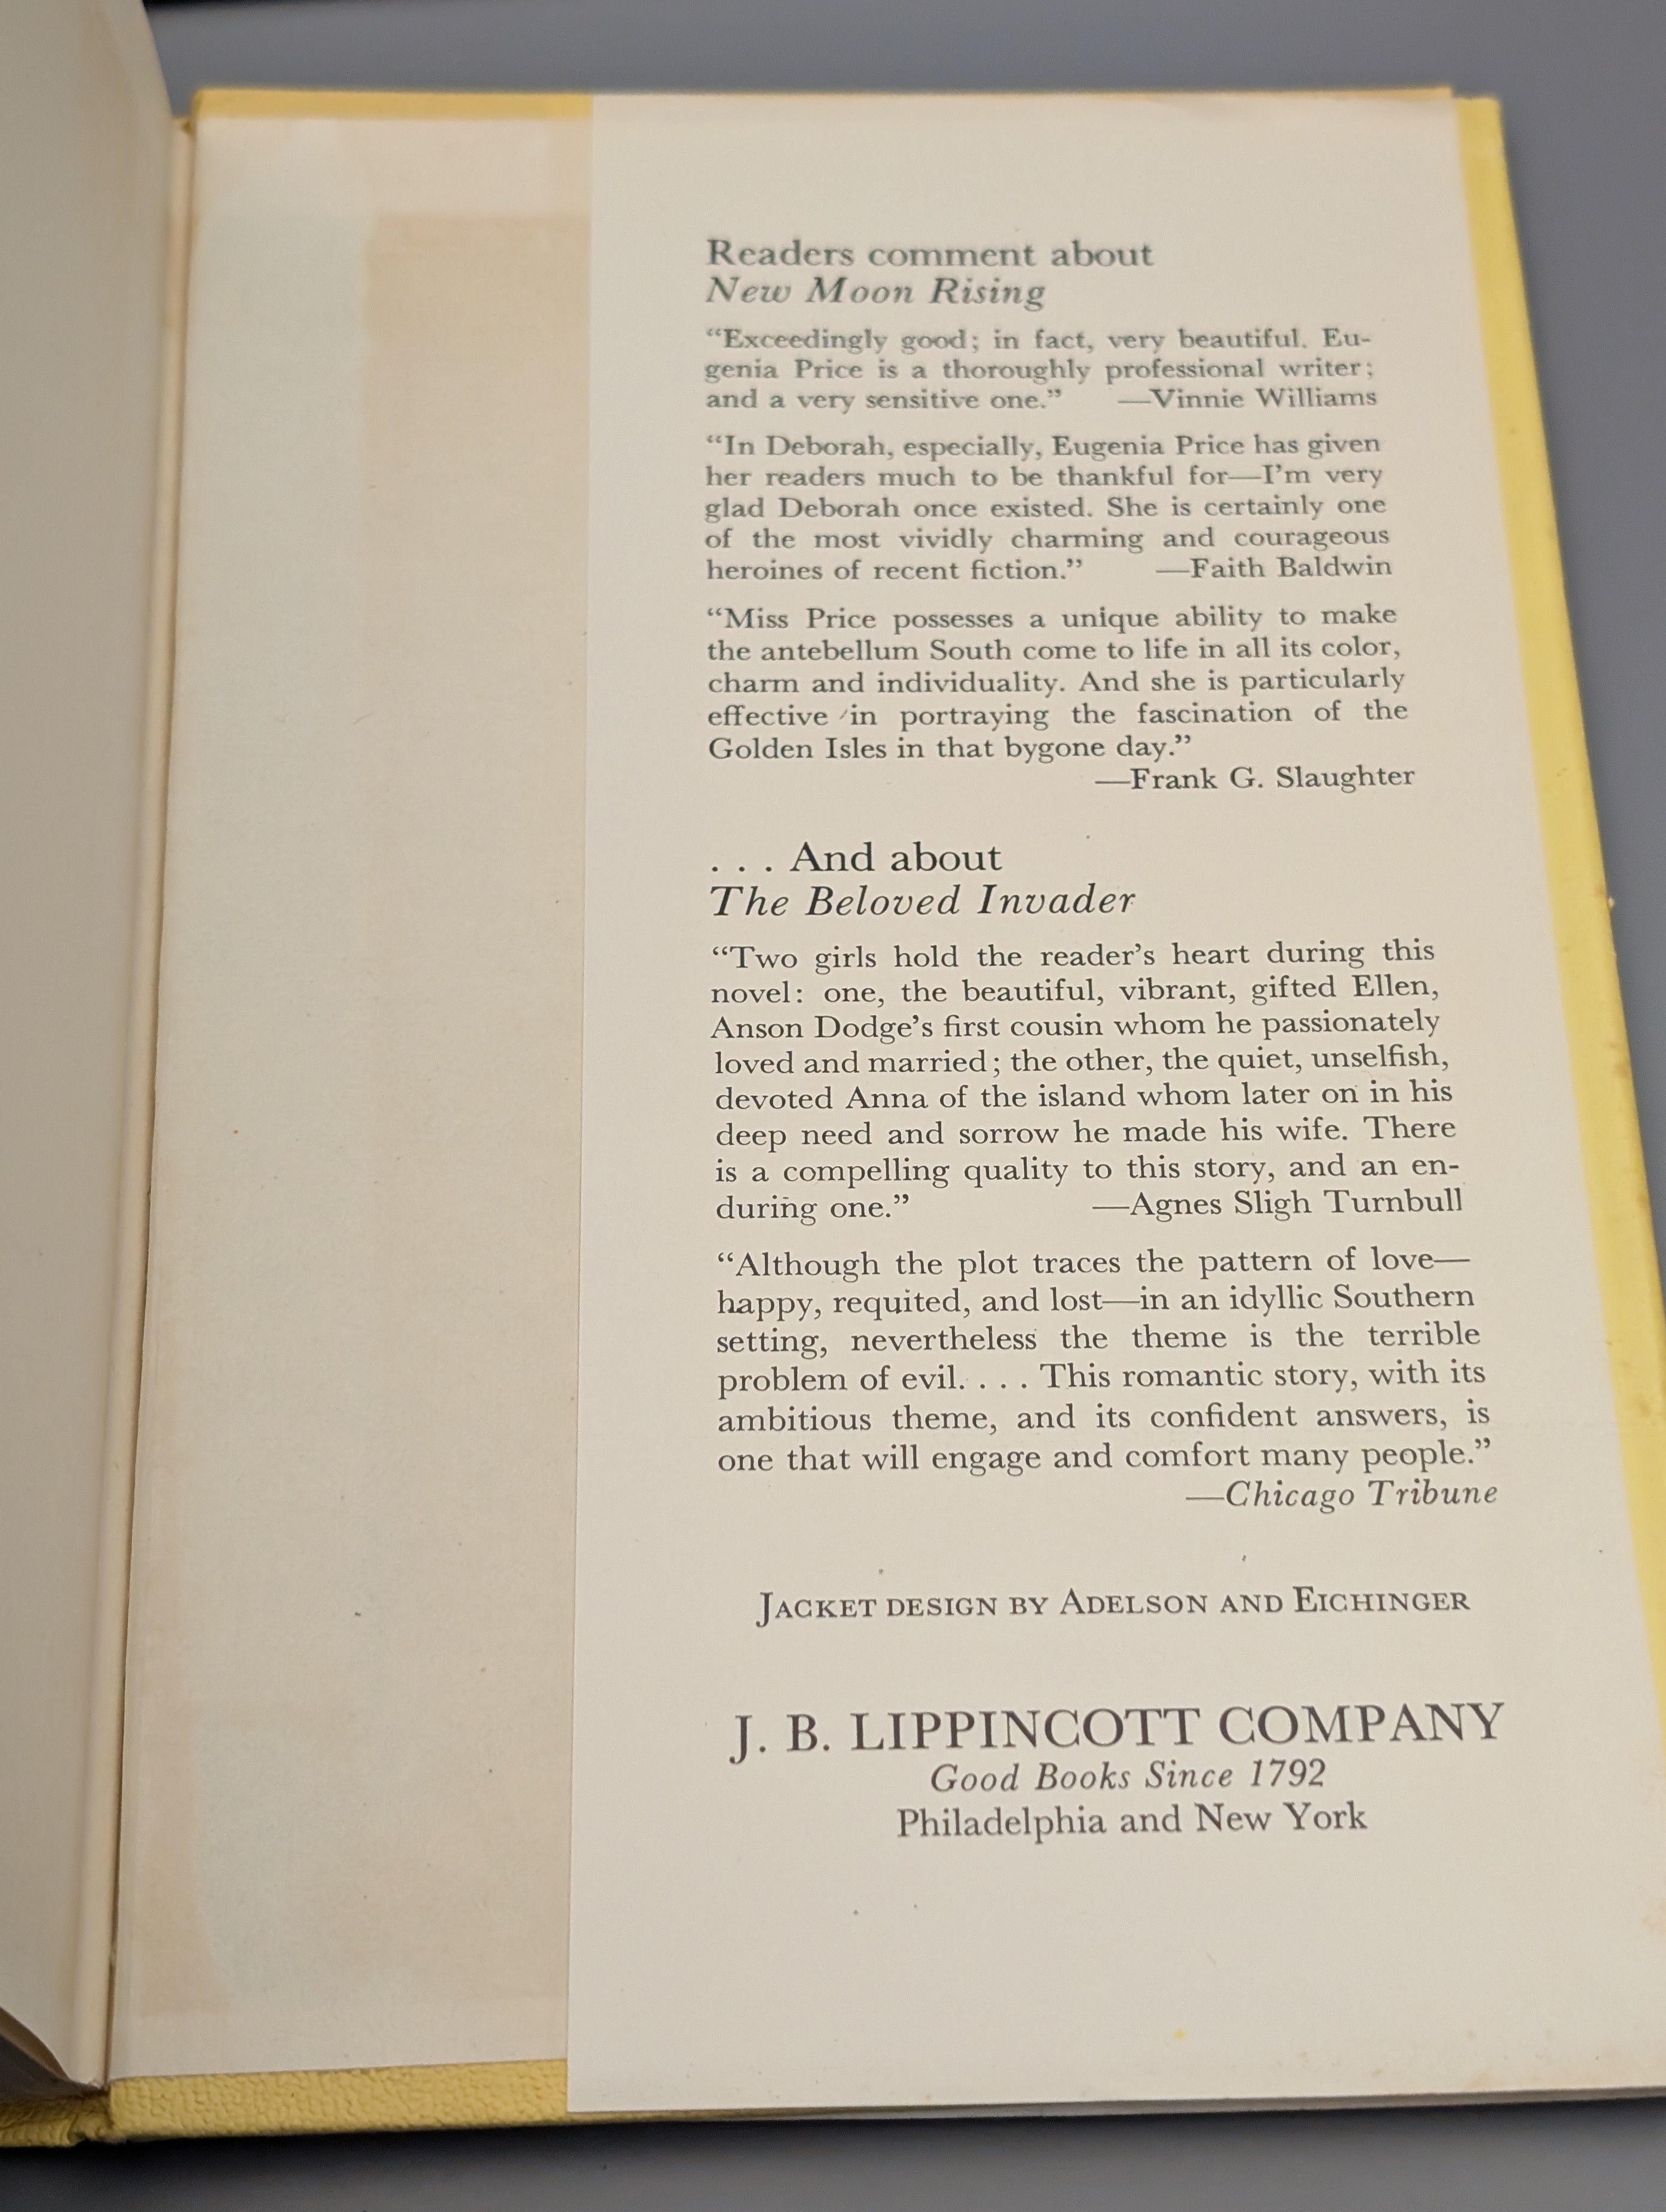 Readers comment about
New Moon Rising
“Exceedingly good; in fact, very beautiful. Eu-
genia Price is a thoroughly professional writer;
and a very sensitive one.” —Vinnie Williams
“In Deborah, especially, Eugenia Price has given
her readers much to be thankful for—I’m very
glad Deborah once existed. She is certainly one
of the most vividly charming and courageous
heroines of recent fiction.” —Faith Baldwin
“Miss Price possesses a unique ability to make
the antebellum South come to life in all its color,
charm and individuality. And she is particularly
effective in portraying the fascination of the
Golden Isles in that bygone day.”
—Frank G. Slaughter
. . . And about
The Beloved Invader
“Two girls hold the reader’s heart during this
novel: one, the beautiful, vibrant, gifted Ellen,
Anson Dodge’s first cousin whom he passionately
loved and married; the other, the quiet, unselfish,
devoted Anna of the island whom later on in his
deep need and sorrow he made his wife. There
is a compelling quality to this story, and an en-
during one.” —Agnes Sligh Turnbull
“Although the plot traces the pattern of love—
happy, requited, and lost—in an idyllic Southern
setting, nevertheless the theme is the terrible
problem of evil. . . . This romantic story, with its
ambitious theme, and its confident answers, is
one that will engage and comfort many people.”
—Chicago Tribune
JACKET DESIGN BY ADELSON AND EICHINGER
J. B. LIPPINCOTT COMPANY
Good Books Since 1792
Philadelphia and New York